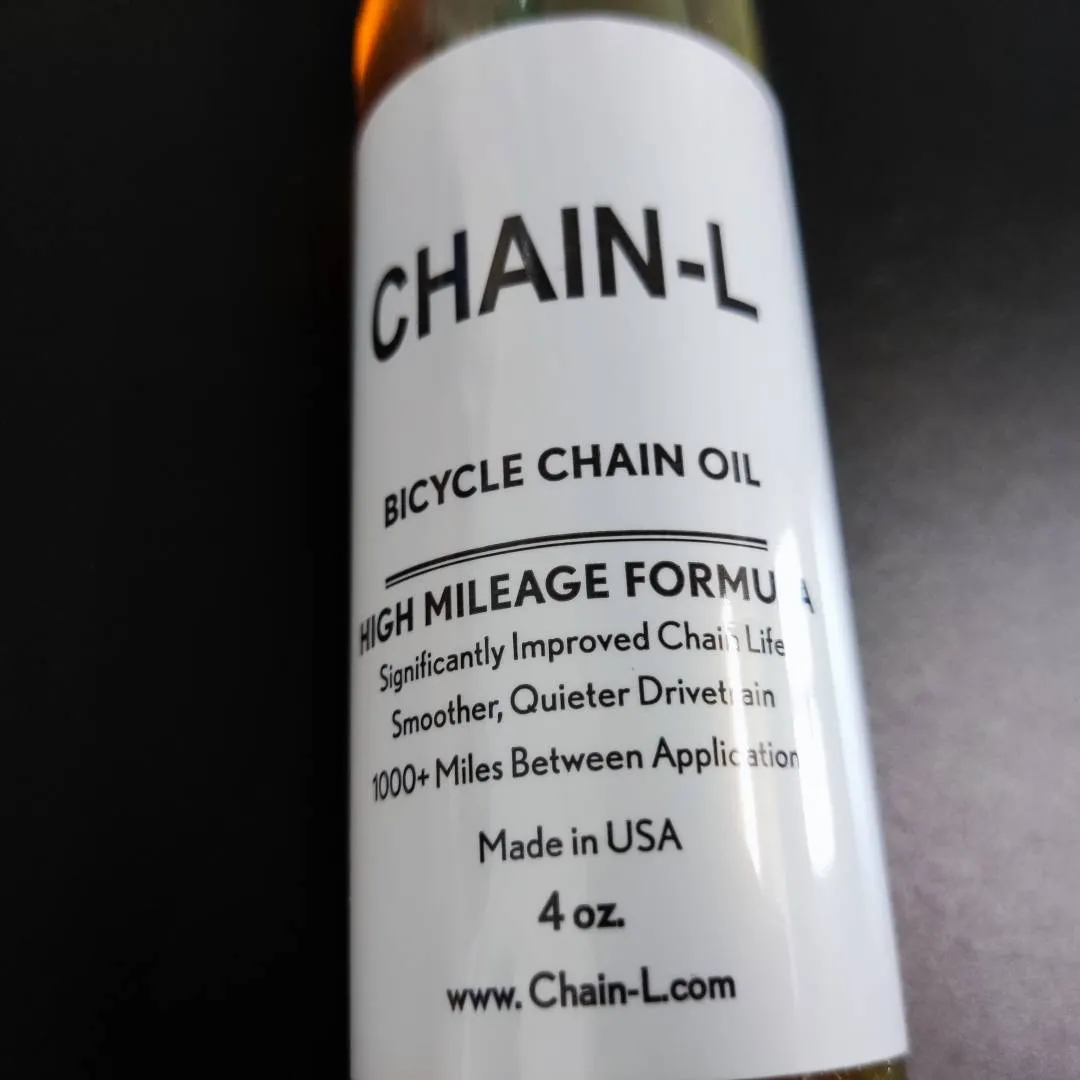 CHAIN-L
BICYCLE CHAIN OIL
HIGH MILEAGE FORMULA
Significantly Improved Chain Life
Smoother, Quieter Drivetrain
1000+ Miles Between Application
Made in USA
4 oz.
www. Chain-L.com